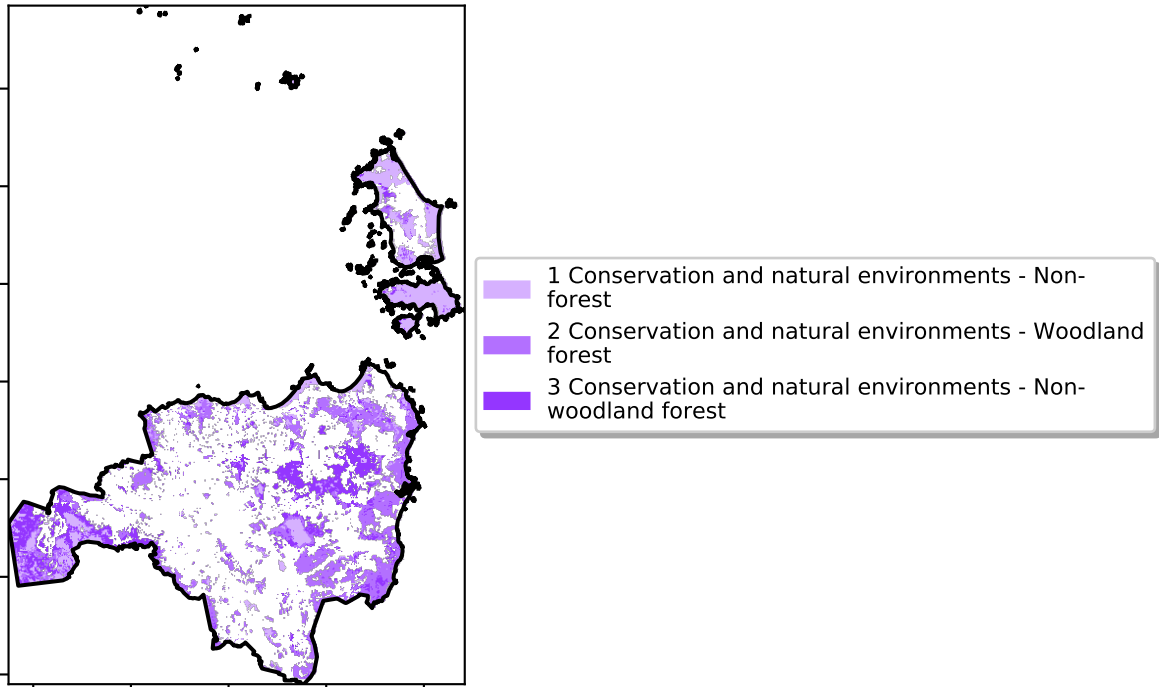 1 Conservation and natural environments - Non-
forest
2 Conservation and natural environments - Woodland
forest
3 Conservation and natural environments - Non-
woodland forest